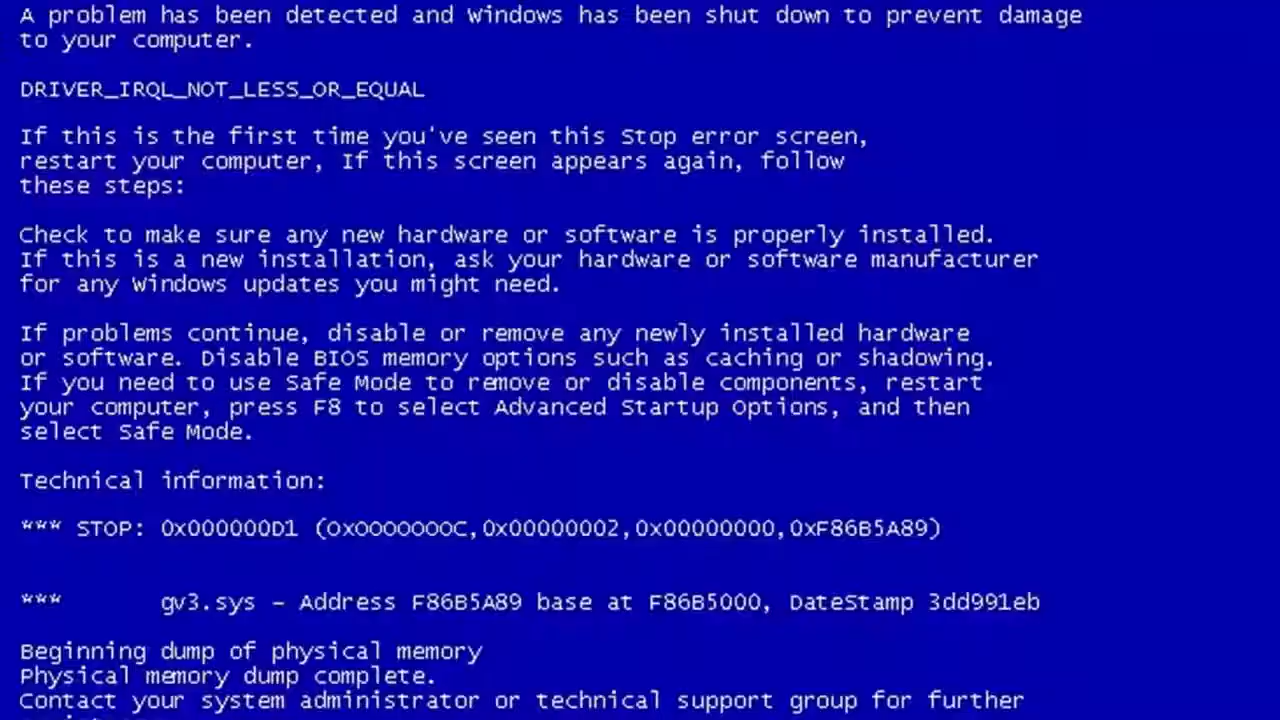 A problem has been detected and Windows has been shut down to prevent damage
to your computer.
DRIVER_IRQL_NOT_LESS_OR_EQUAL
If this is the first time you've seen this Stop error screen,
restart your computer, If this screen appears again, follow
these steps:
Check to make sure any new hardware or software is properly installed.
If this is a new installation, ask your hardware or software manufacturer
for any Windows updates you might need.
If problems continue, disable or remove any newly installed hardware
or software. Disable BIOS memory options such as caching or shadowing.
If you need to use Safe Mode to remove or disable components, restart
your computer, press F8 to select Advanced Startup Options, and then
select Safe Mode.
Technical information:
*** STOP: 0x000000D1 (0x0000000C,0x00000002,0x00000000,0xF86B5A89)
*** gv3.sys - Address F86B5A89 base at F86B5000, DateStamp 3dd991eb
Beginning dump of physical memory
Physical memory dump complete.
Contact your system administrator or technical support group for further